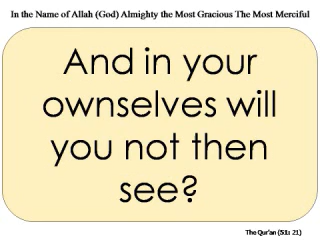 In the Name of Allah (God) Almighty the Most Gracious The Most Merciful
And in your
ownselves will
you not then
see?
The Qur'an (51: 21)